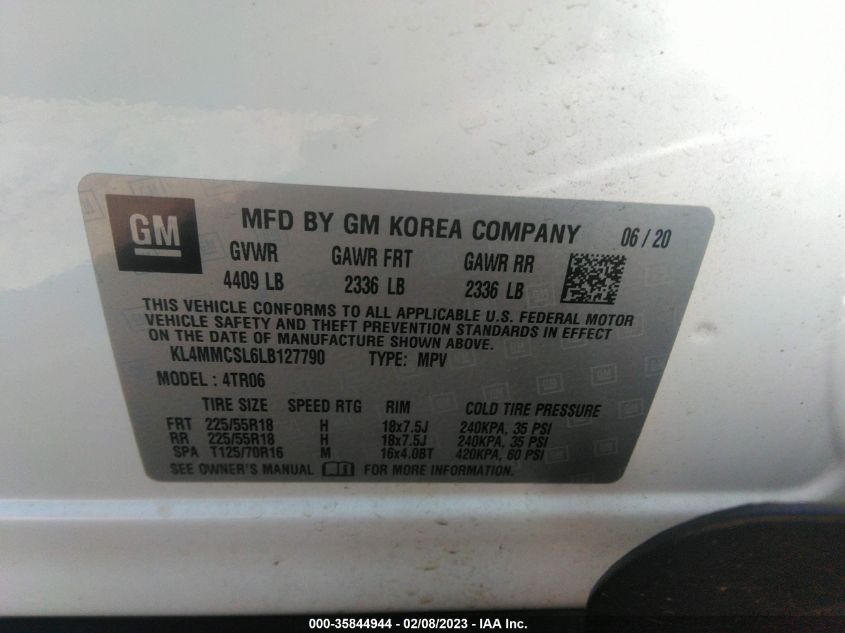 GM MFD BY GM KOREA COMPANY 06 / 20
GVWR GAWR FRT GAWR RR
4409 LB 2336 LB 2336 LB
THIS VEHICLE CONFORMS TO ALL APPLICABLE U.S. FEDERAL MOTOR
VEHICLE SAFETY AND THEFT PREVENTION STANDARDS IN EFFECT
ON THE DATE OF MANUFACTURE SHOWN ABOVE.
KL4MMCSL6LB127790 TYPE: MPV
MODEL : 4TR06
TIRE SIZE SPEED RTG RIM COLD TIRE PRESSURE
FRT 225/55R18 H 18x7.5J 240KPA, 35 PSI
RR 225/55R18 H 18x7.5J 240KPA, 35 PSI
SPA T125/70R16 M 16x4.0BT 420KPA, 60 PSI
SEE OWNER'S MANUAL FOR MORE INFORMATION
000-35844944 — 02/08/2023 — IAA Inc.